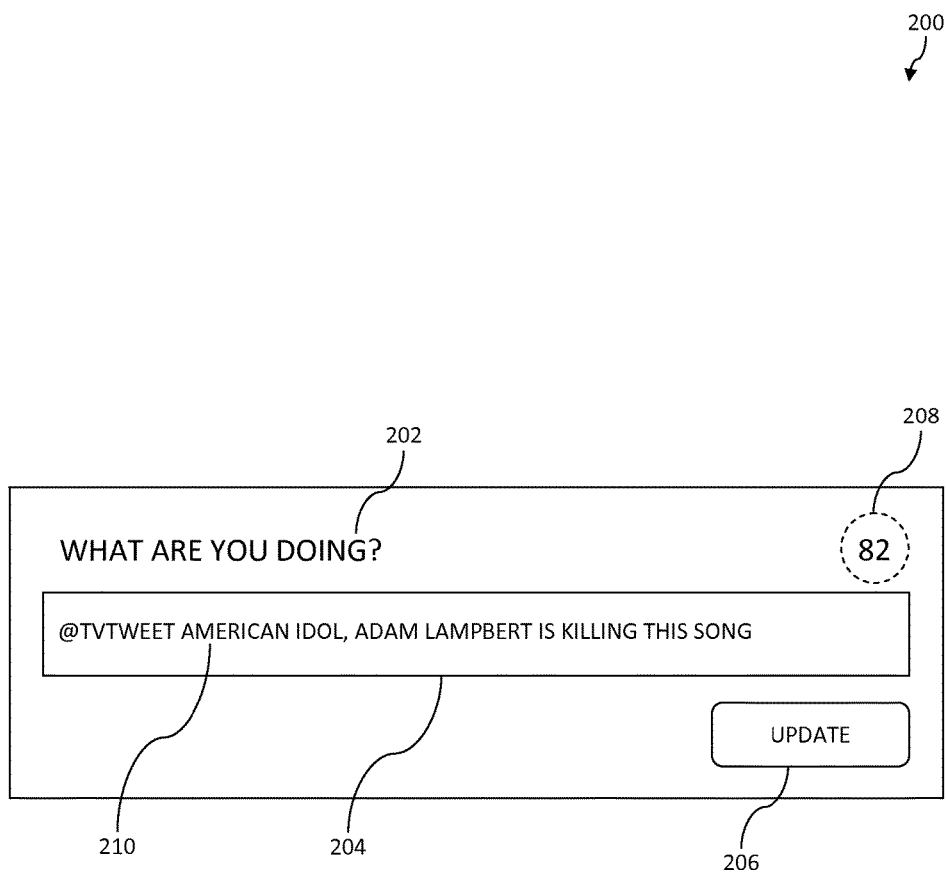 200
208
202
WHAT ARE YOU DOING?
82
@TVTWEET AMERICAN IDOL, ADAM LAMPBERT IS KILLING THIS SONG
UPDATE
210
204
206